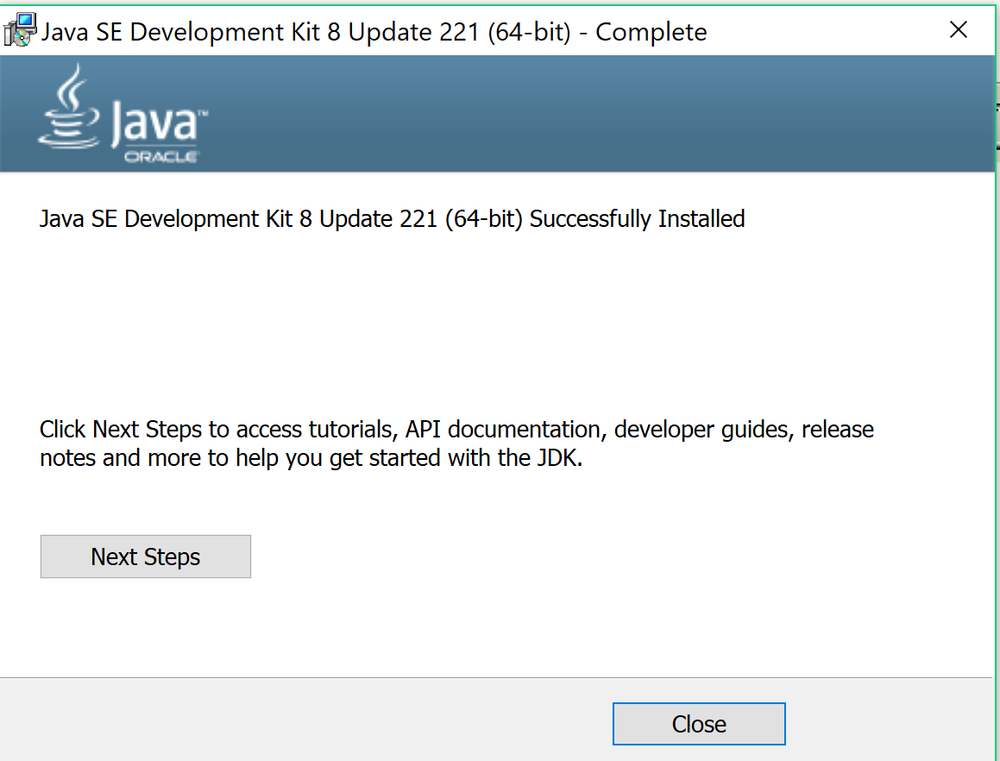 Java SE Development Kit 8 Update 221 (64-bit) - Complete
Java™
ORACLE
Java SE Development Kit 8 Update 221 (64-bit) Successfully Installed
Click Next Steps to access tutorials, API documentation, developer guides, release
notes and more to help you get started with the JDK.
Next Steps
Close